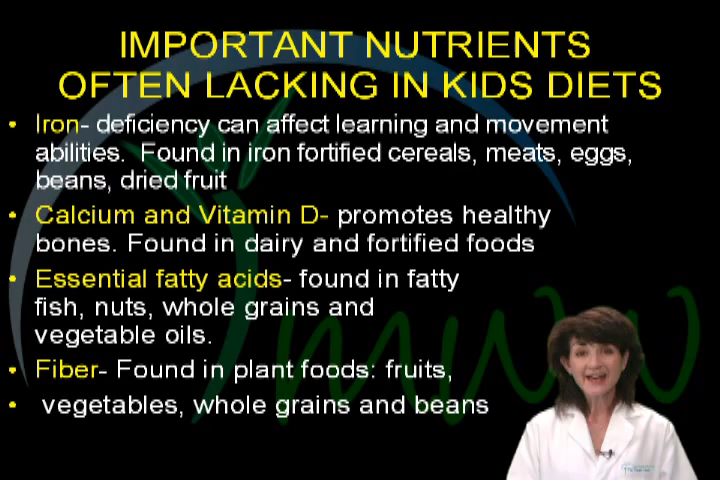 IMPORTANT NUTRIENTS
OFTEN LACKING IN KIDS DIETS
• Iron- deficiency can affect learning and movement
abilities.  Found in iron fortified cereals, meats, eggs,
beans, dried fruit
• Calcium and Vitamin D- promotes healthy
bones. Found in dairy and fortified foods
• Essential fatty acids- found in fatty
fish, nuts, whole grains and
vegetable oils.
• Fiber- Found in plant foods: fruits,
• vegetables, whole grains and beans